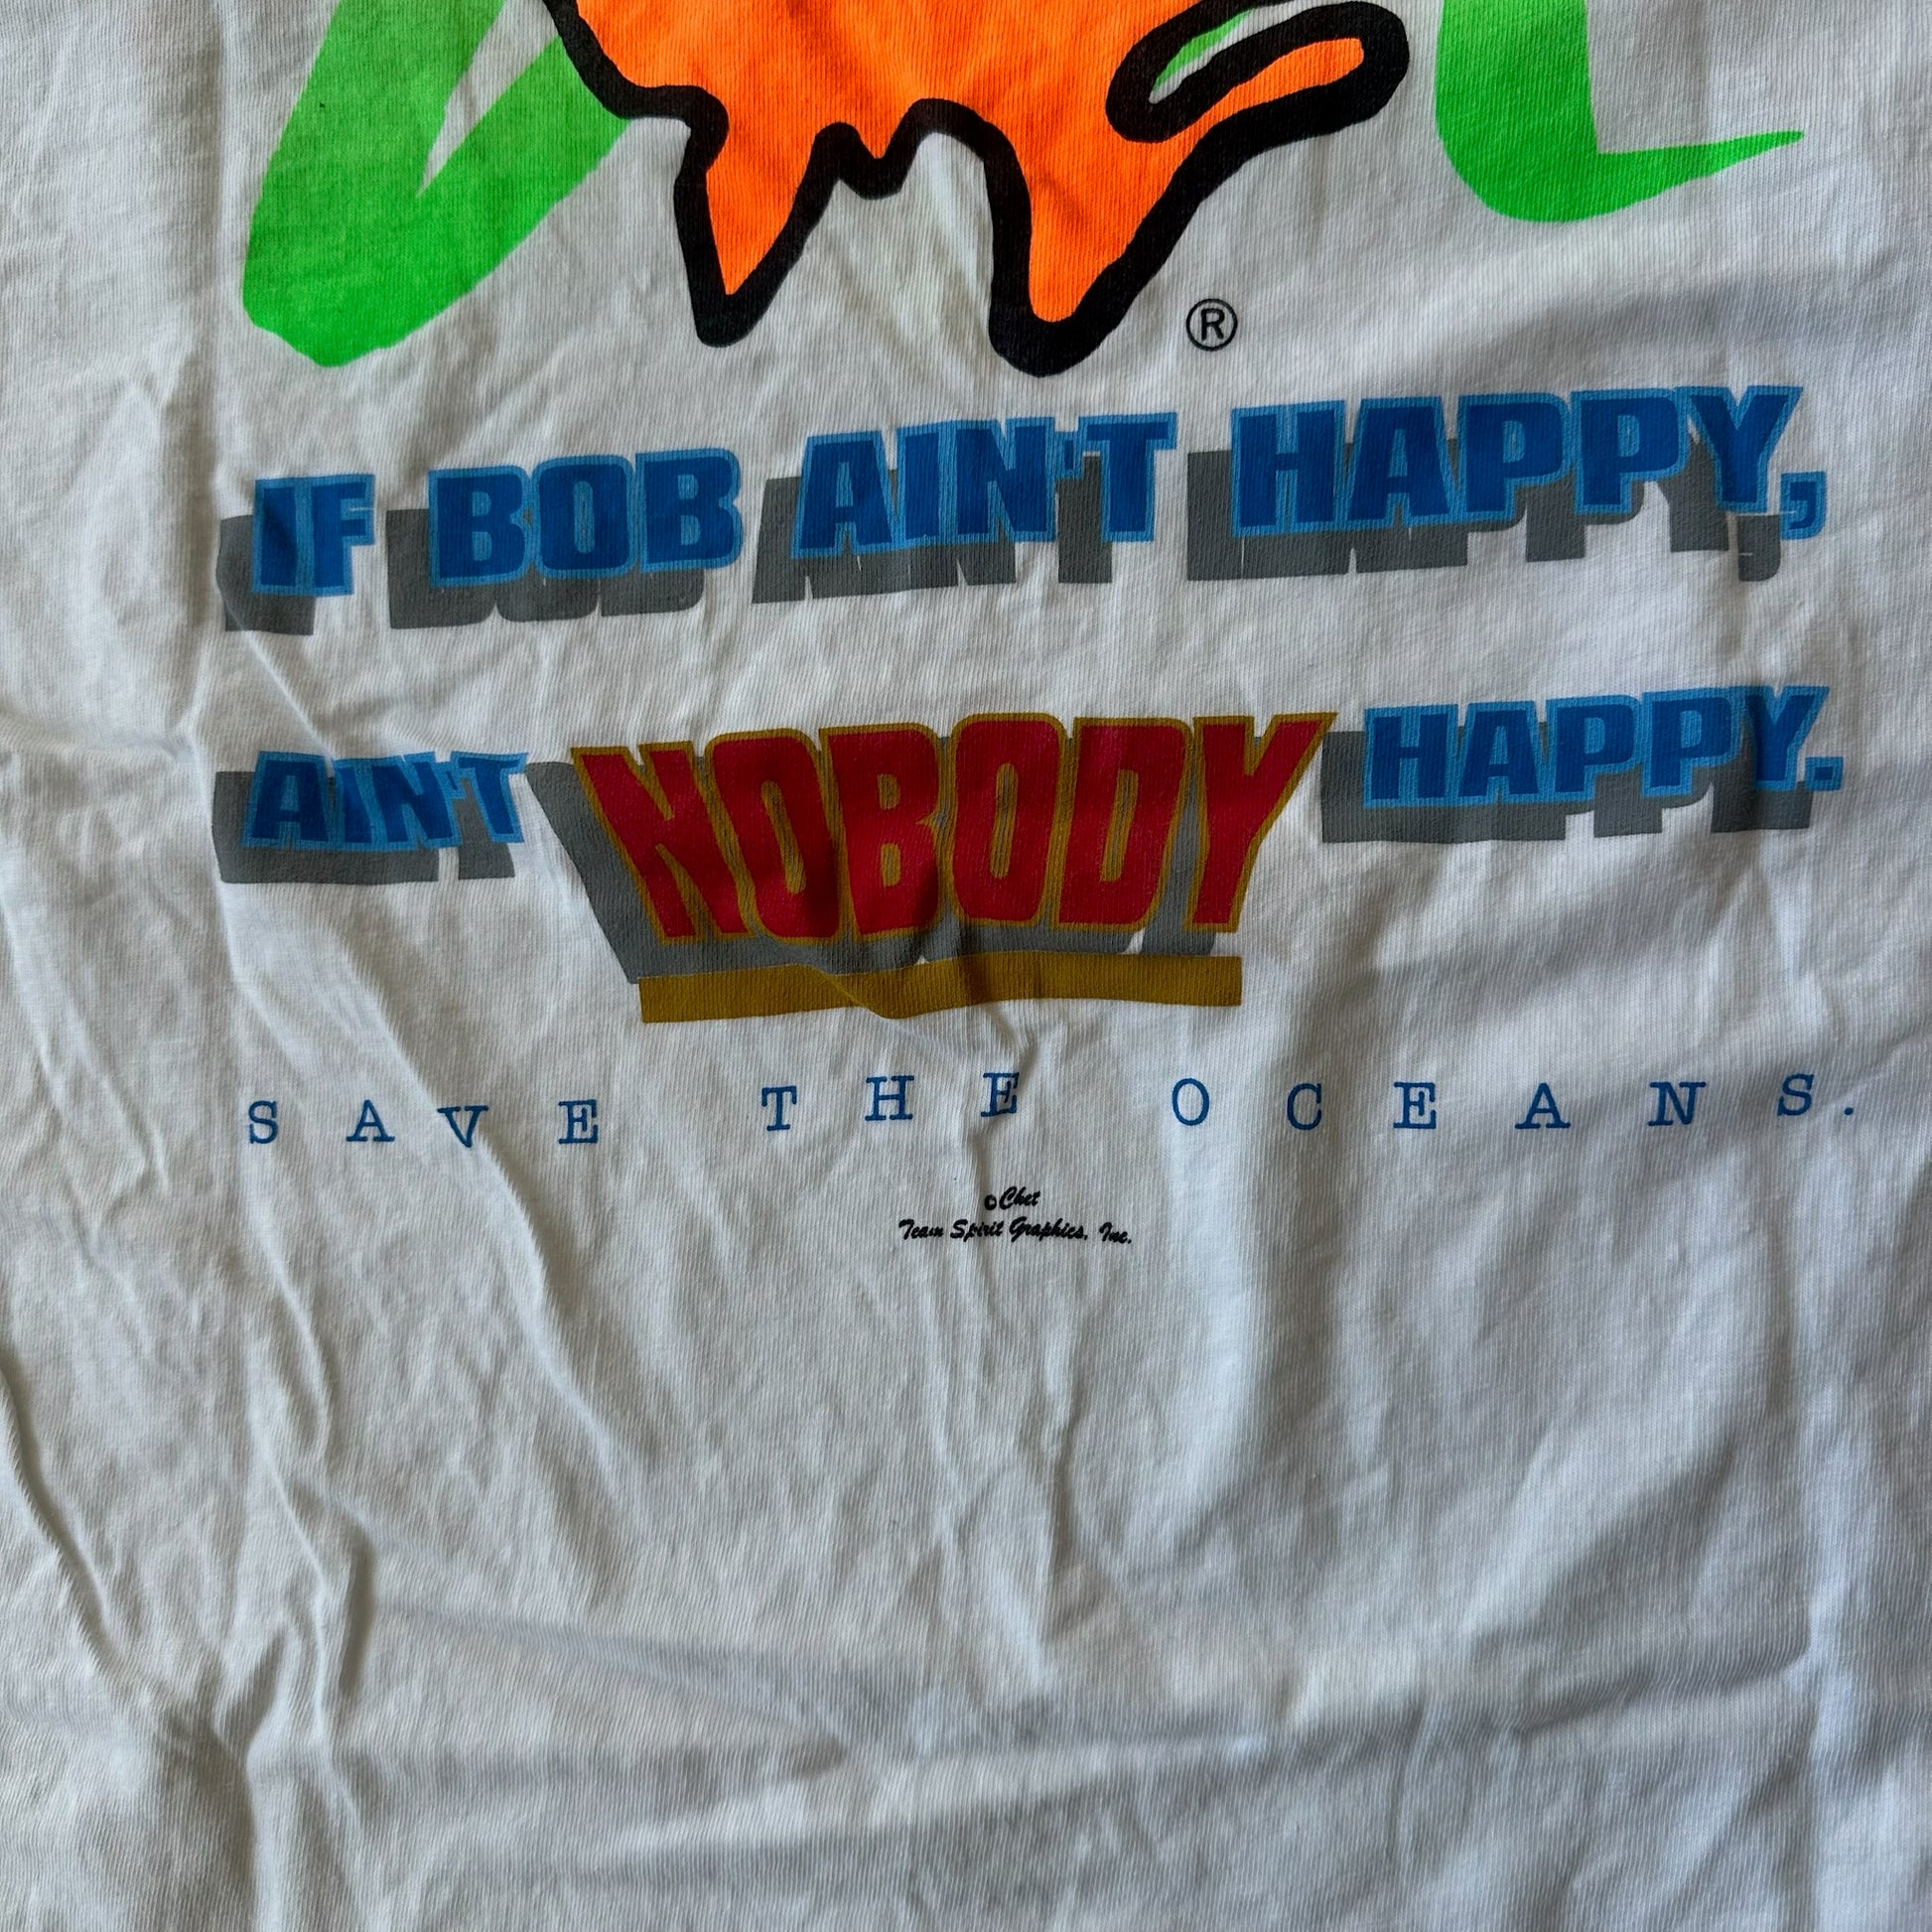 ®
IF BOB AIN'T HAPPY,
AIN'T NOBODY HAPPY.
SAVE THE OCEANS.
©Chet
Team Spirit Graphics, Inc.